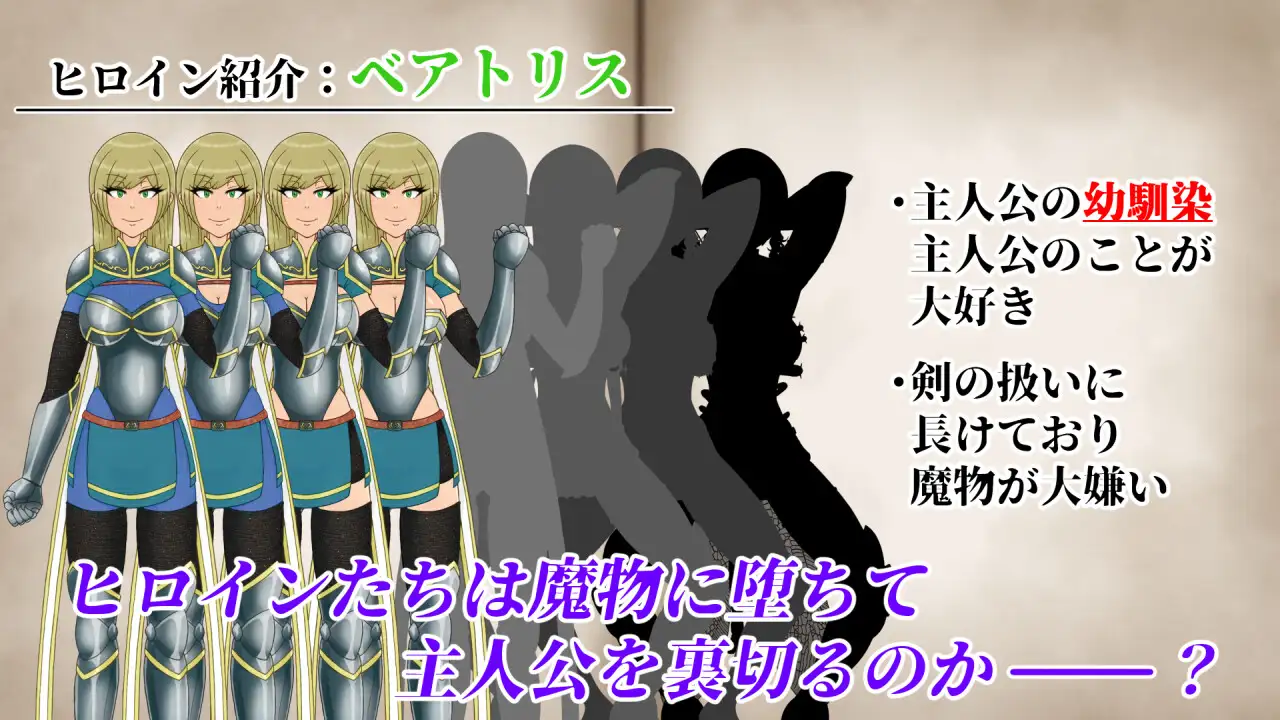 ヒロイン紹介：ベアトリス
・主人公の幼馴染
主人公のことが
大好き
・剣の扱いに
長けており
魔物が大嫌い
ヒロインたちは魔物に堕ちて
主人公を裏切るのか――？